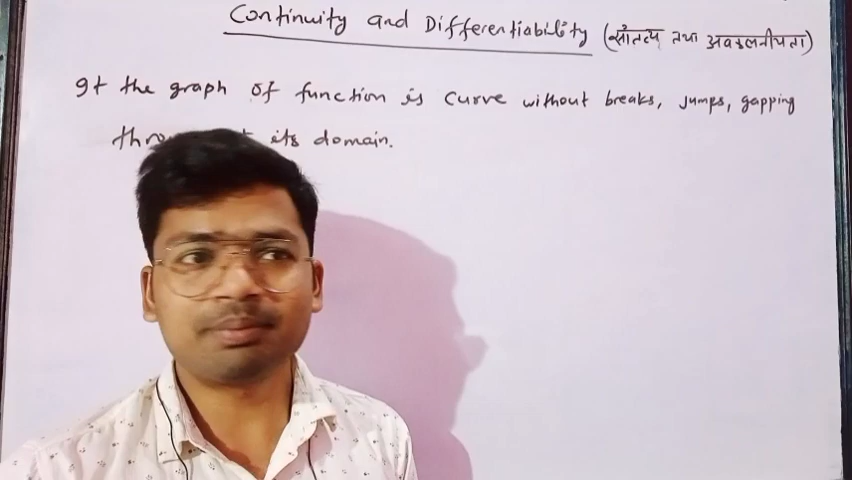 Continuity and Differentiability (सांतत्य तथा अवकलनीयता)
It the graph of function is curve without breaks, jumps, gapping
its domain.